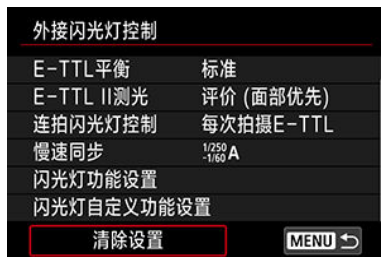 外接闪光灯控制
E-TTL平衡 标准
E-TTL II测光 评价 (面部优先)
连拍闪光灯控制 每次拍摄E-TTL
慢速同步 1/250-1/60 A
闪光灯功能设置
闪光灯自定义功能设置
清除设置 MENU